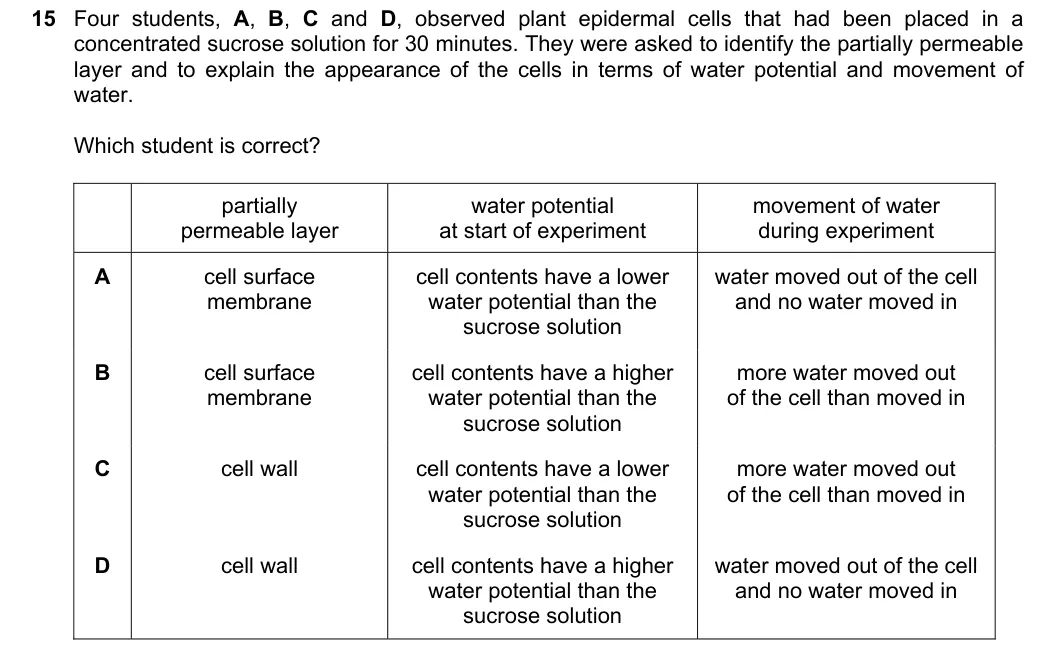 15 Four students, A, B, C and D, observed plant epidermal cells that had been placed in a
concentrated sucrose solution for 30 minutes. They were asked to identify the partially permeable
layer and to explain the appearance of the cells in terms of water potential and movement of
water.
Which student is correct?
partially permeable layer
water potential at start of experiment
movement of water during experiment
A
cell surface
membrane
cell contents have a lower
water potential than the
sucrose solution
water moved out of the cell
and no water moved in
B
cell surface
membrane
cell contents have a higher
water potential than the
sucrose solution
more water moved out
of the cell than moved in
C
cell wall
cell contents have a lower
water potential than the
sucrose solution
more water moved out
of the cell than moved in
D
cell wall
cell contents have a higher
water potential than the
sucrose solution
water moved out of the cell
and no water moved in